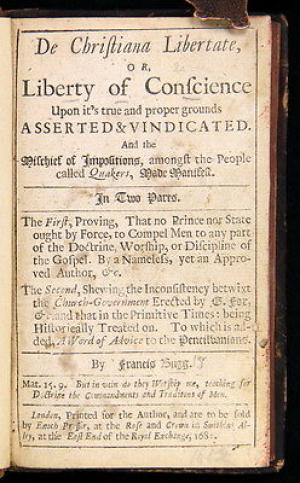 De Chriſtiana Libertate,
OR,
Liberty of Conſcience
Upon it's true and proper grounds
ASSERTED & VINDICATED.
And the
Miſchief of Impoſitions, amongſt the People
called Quakers, Made Manifeſt.
In Two Parts.
The Firſt, Proving, That no Prince nor State
ought by Force, to Compel Men to any part
of the Doctrine, Worſhip, or Diſcipline of
the Goſpel. By a Nameleſs, yet an Appro-
ved Author, &c.
The Second, Shewing the Inconſiſtency betwixt
the Church-Government Erected by G. Fox,
&c. and that in the Primitive Times: being
Hiſtorically Treated on. To which is ad-
ded, A Word of Advice to the Pencilvanians.
By Francis Bugg.
Mat. 15. 9. But in vain do they Worſhip me, teaching for
Doctrine the Commandments and Traditions of Men.
London, Printed for the Author, and are to be ſold
by Enoch Proſſer, at the Roſe and Crown in Swithins Al-
ley, at the Eaſt End of the Royal Exchange, 1682.